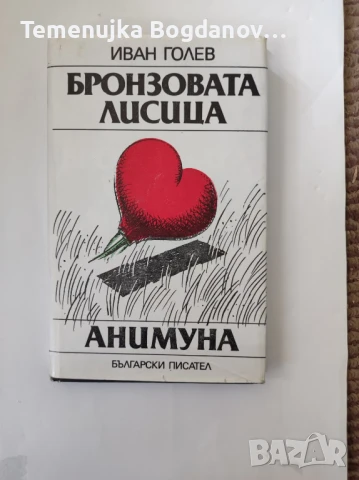 Temenujka Bogdanov…
ИВАН ГОЛЕВ
БРОНЗОВАТА
ЛИСИЦА
АНИМУНА
БЪЛГАРСКИ ПИСАТЕЛ
BAZAR